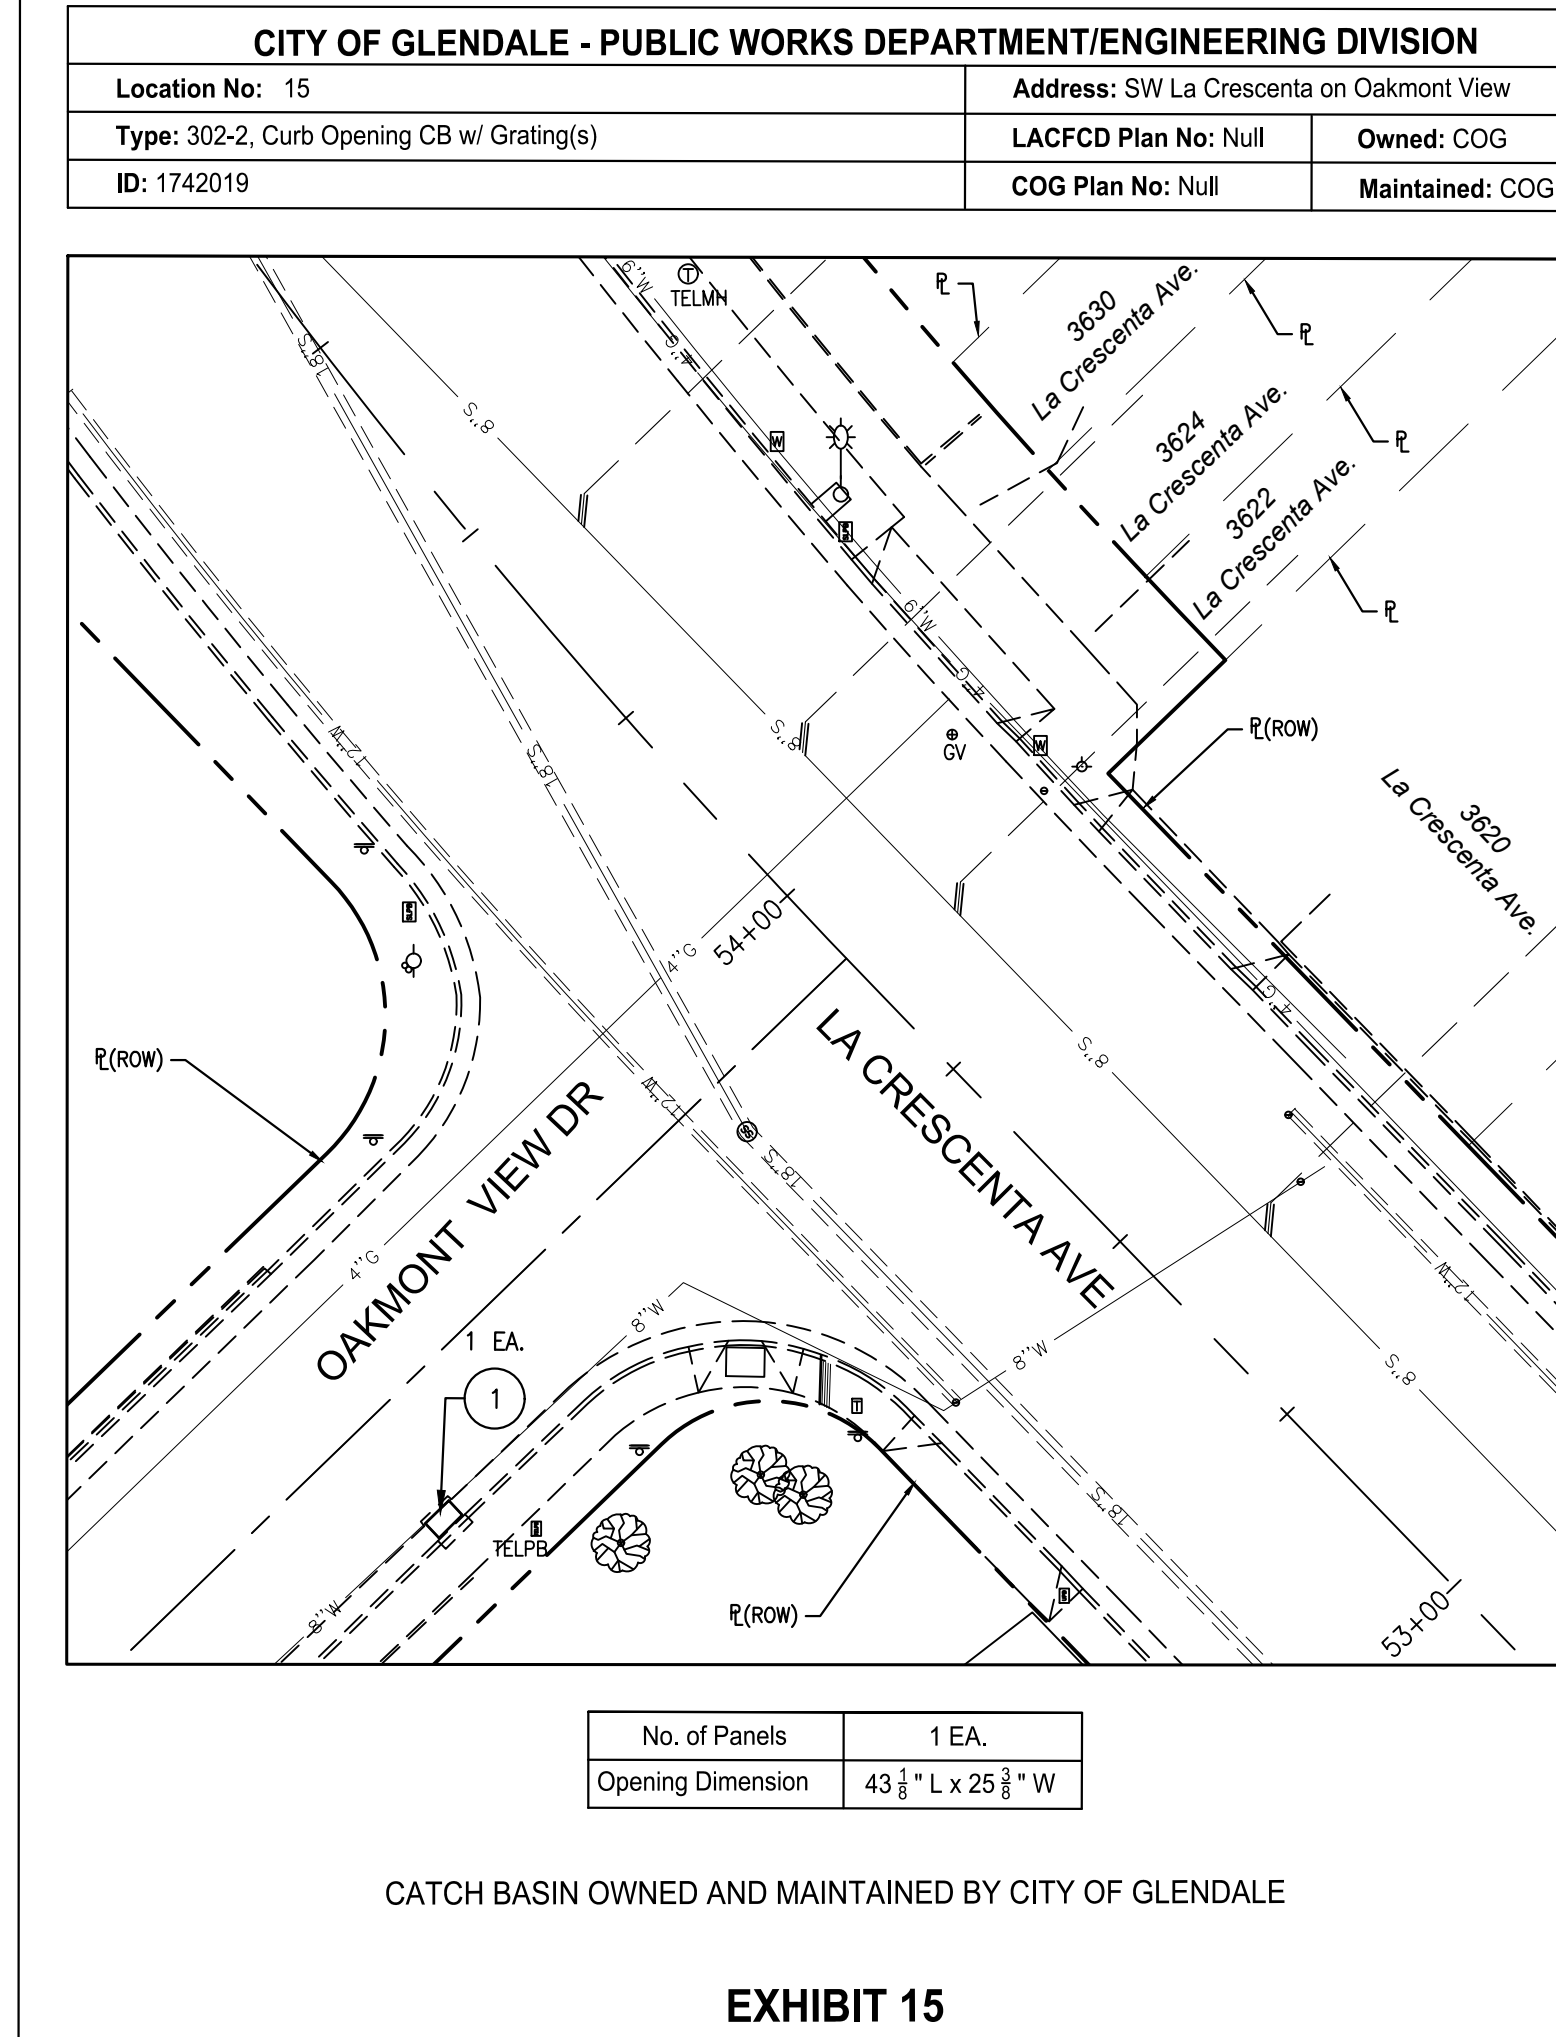 CITY OF GLENDALE - PUBLIC WORKS DEPARTMENT/ENGINEERING DIVISION
Location No: 15
Address: SW La Crescenta on Oakmont View
Type: 302-2, Curb Opening CB w/ Grating(s)
LACFCD Plan No: Null
Owned: COG
ID: 1742019
COG Plan No: Null
Maintained: COG
6"W
T
TELMH
PL
3630
La Crescenta Ave.
PL
18"S
4"G
8"S
W
3624
La Crescenta Ave.
PL
SLPB
3622
La Crescenta Ave.
PL
6"W
4"G
12"W
18"S
8"S
GV
W
PL(ROW)
3620
La Crescenta Ave.
SLPB
54+00
4"G
4"G
PL(ROW)
12"W
LA CRESCENTA AVE
8"S
SS
18"S
OAKMONT VIEW DR
4"G
12"W
8"W
8"W
8"S
1 EA.
1
T
18"S
TELPB
8"W
PL(ROW)
53+00
No. of Panels
1 EA.
Opening Dimension
43 1/8 " L x 25 3/8 " W
CATCH BASIN OWNED AND MAINTAINED BY CITY OF GLENDALE
EXHIBIT 15